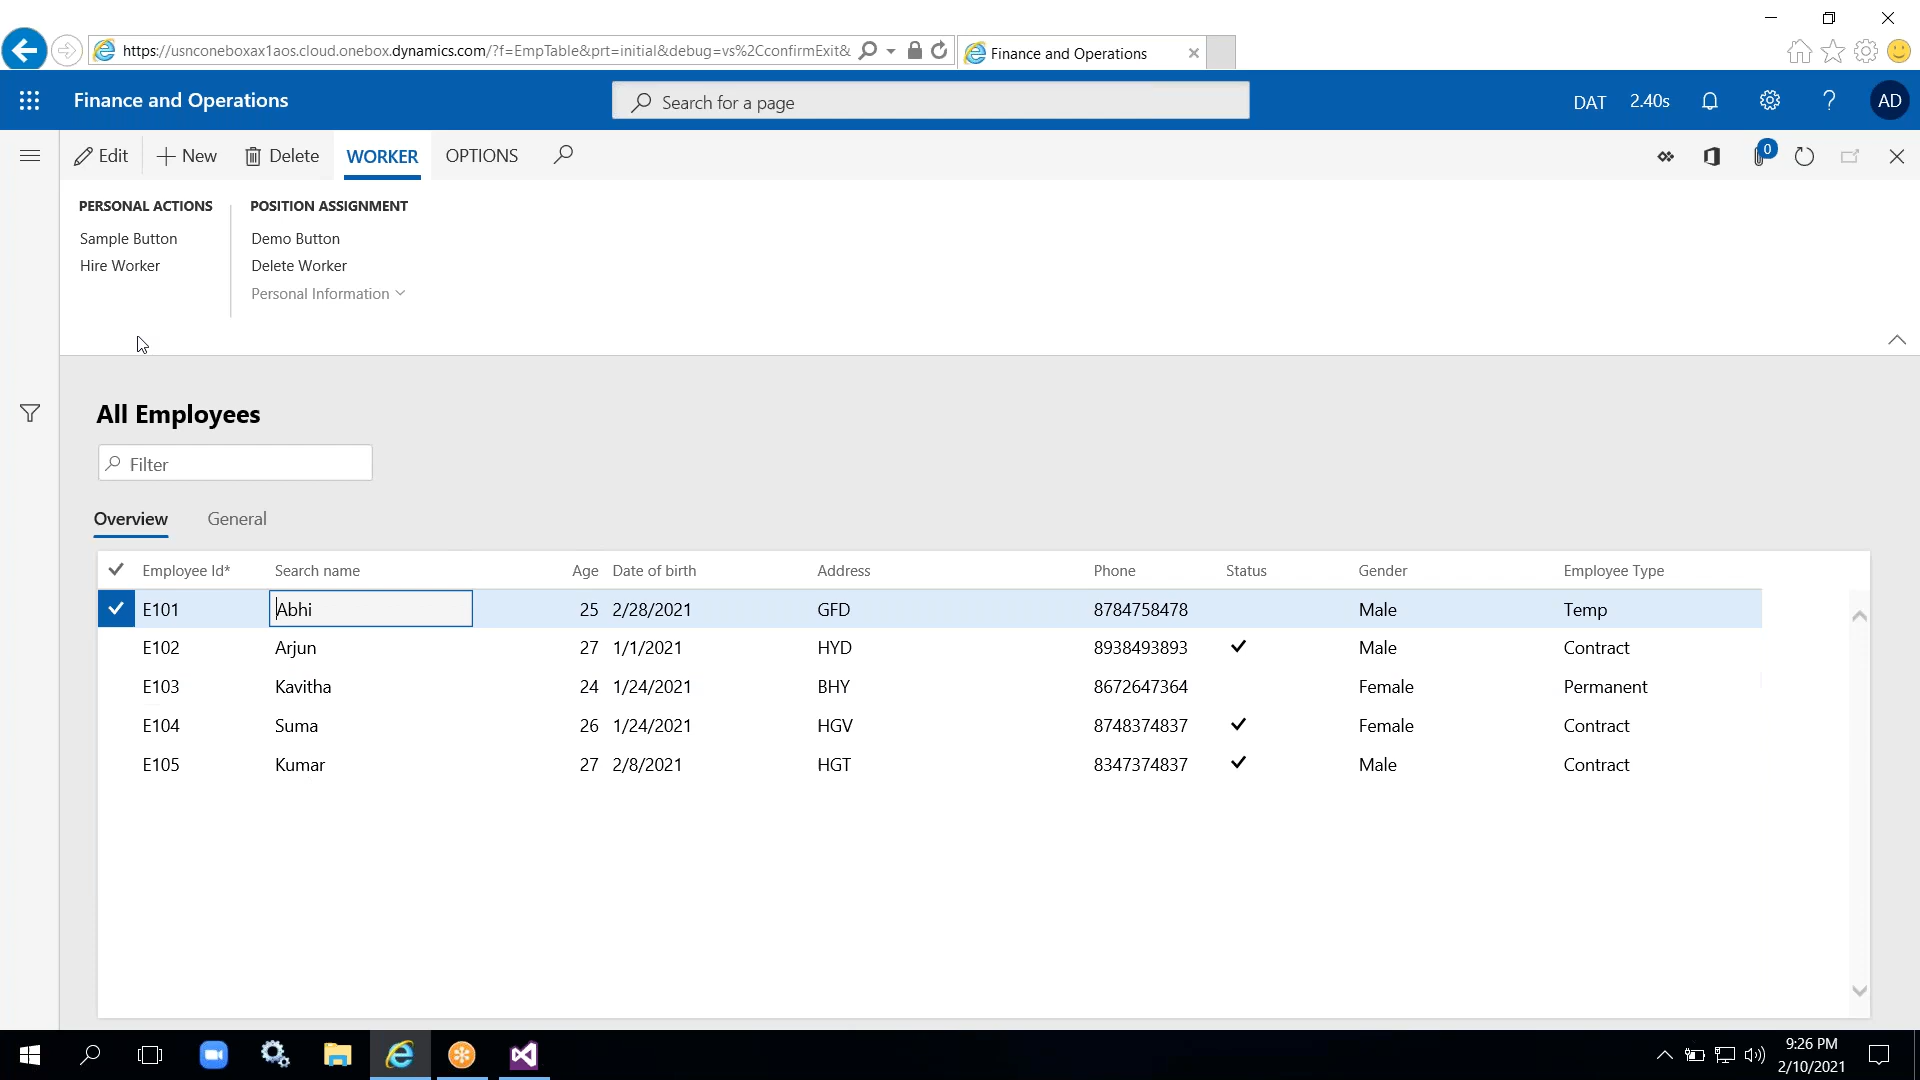 https://usnconeboxax1aos.cloud.onebox.dynamics.com/?f=EmpTable&prt=initial&debug=vs%2CconfirmExit&
Finance and Operations
Finance and Operations
Search for a page
DAT
2.40s
?
AD
Edit
New
Delete
WORKER
OPTIONS
0
PERSONAL ACTIONS
POSITION ASSIGNMENT
Sample Button
Demo Button
Hire Worker
Delete Worker
Personal Information
All Employees
Filter
Overview
General
Employee Id* Search name Age Date of birth Address Phone Status Gender Employee Type
E101 Abhi 25 2/28/2021 GFD 8784758478 Male Temp
E102 Arjun 27 1/1/2021 HYD 8938493893 Male Contract
E103 Kavitha 24 1/24/2021 BHY 8672647364 Female Permanent
E104 Suma 26 1/24/2021 HGV 8748374837 Female Contract
E105 Kumar 27 2/8/2021 HGT 8347374837 Male Contract
9:26 PM
2/10/2021